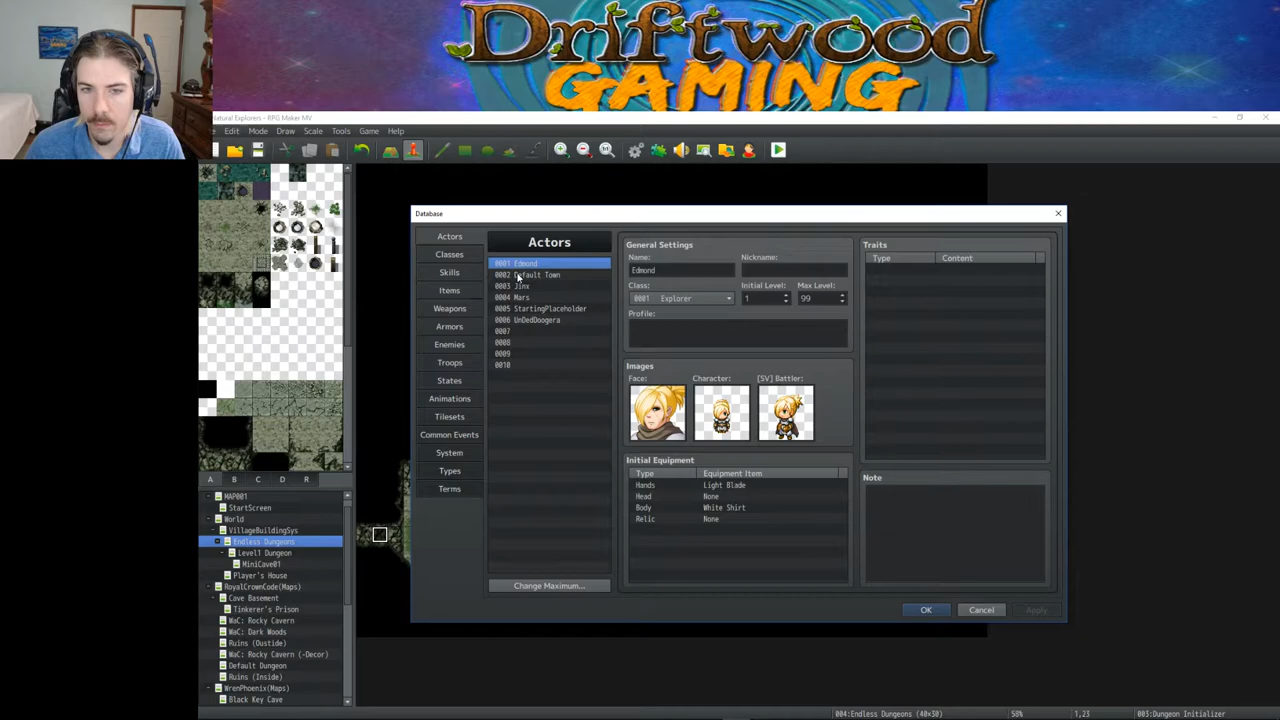 Driftwood
GAMING
Natural Explorers - RPG Maker MV
Edit Mode Draw Scale Tools Game Help
A B C D R
MAP001
StartScreen
World
VillageBuildingSys
Endless Dungeons
Level1 Dungeon
MiniCave01
Player's House
RoyalCrownCode(Maps)
Cave Basement
Tinkerer's Prison
WaC: Rocky Cavern
WaC: Dark Woods
Ruins (Oustide)
WaC: Rocky Cavern (-Decor)
Default Dungeon
Ruins (Inside)
WrenPhoenix(Maps)
Black Key Cave
Database
Actors
Classes
Skills
Items
Weapons
Armors
Enemies
Troops
States
Animations
Tilesets
Common Events
System
Types
Terms
Actors
0001 Edmond
0002 Default Town
0003 Jinx
0004 Mars
0005 StartingPlaceholder
0006 UnDedDoogera
0007
0008
0009
0010
Change Maximum...
General Settings
Name: Nickname:
Edmond
Class: Initial Level: Max Level:
0001 Explorer 1 99
Profile:
Images
Face: Character: [SV] Battler:
Initial Equipment
Type Equipment Item
Hands Light Blade
Head None
Body White Shirt
Relic None
Traits
Type Content
Note
OK Cancel Apply
004:Endless Dungeons (40×30) 58% 1,23 003:Dungeon Initializer